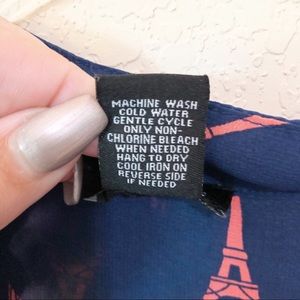 MACHINE WASH
COLD WATER
GENTLE CYCLE
ONLY NON-
CHLORINE BLEACH
WHEN NEEDED
HANG TO DRY
COOL IRON ON
REVERSE SIDE
IF NEEDED